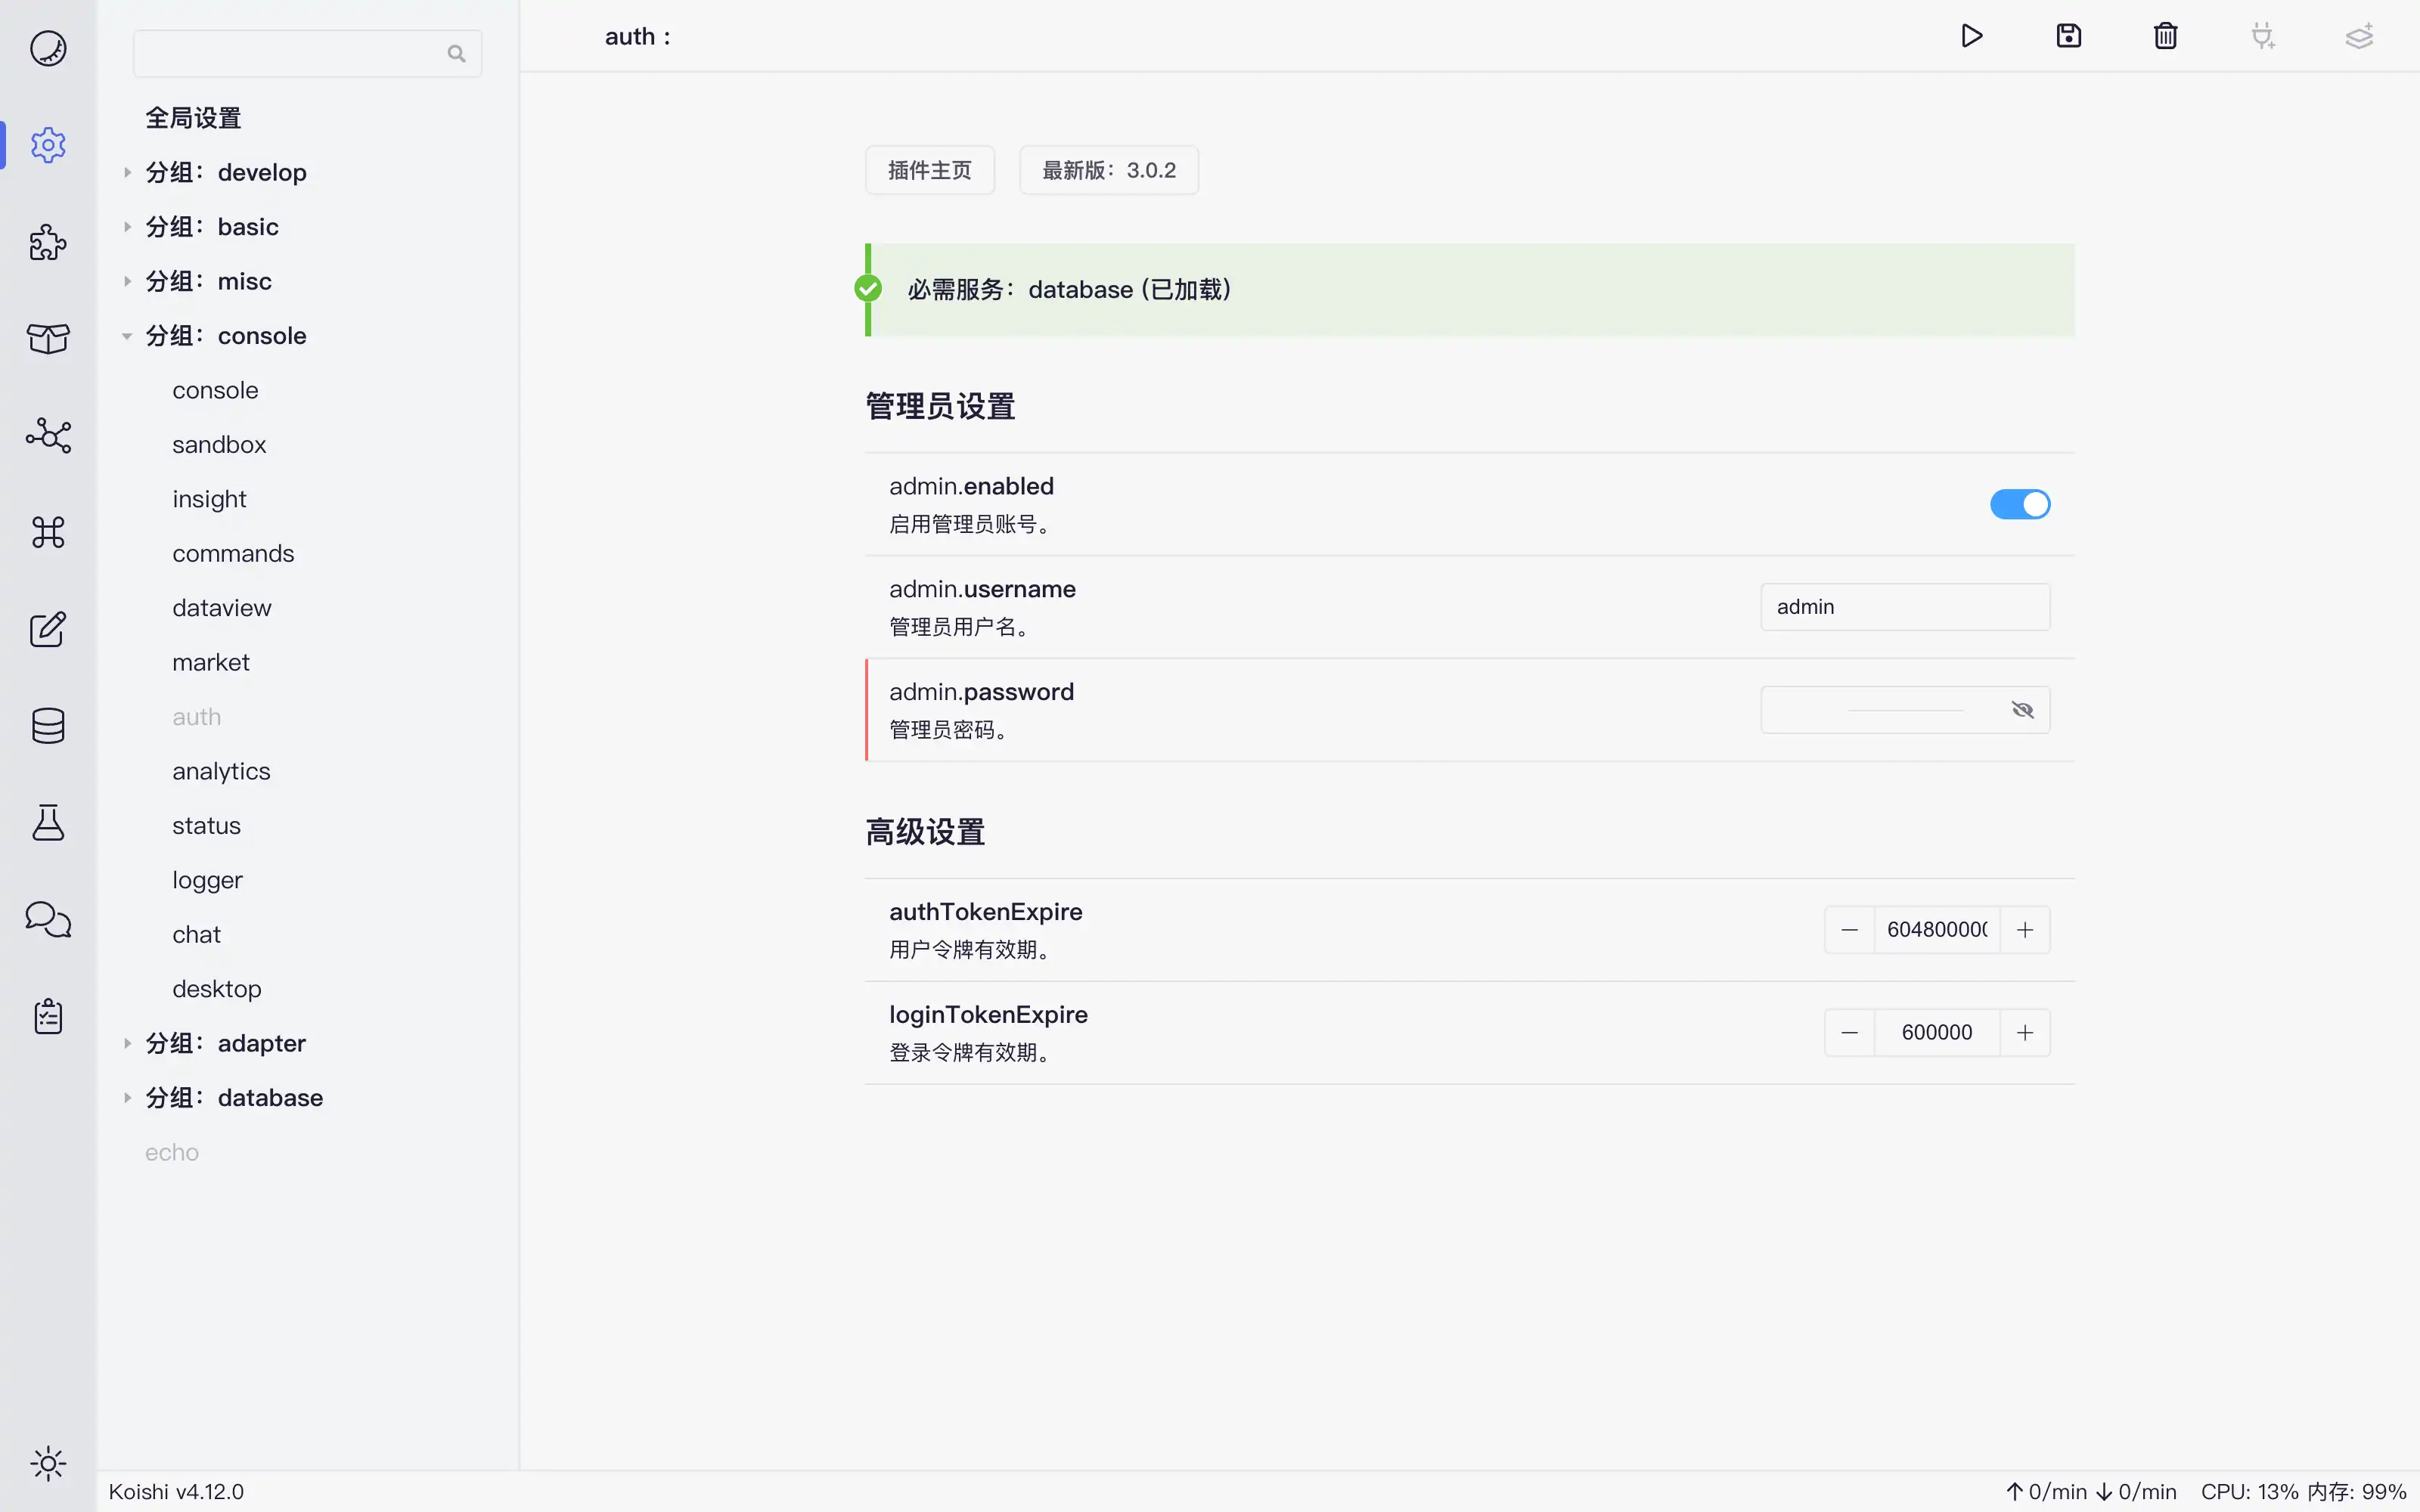 auth :
全局设置
分组：develop
分组：basic
分组：misc
分组：console
console
sandbox
insight
commands
dataview
market
auth
analytics
status
logger
chat
desktop
分组：adapter
分组：database
echo
插件主页
最新版：3.0.2
必需服务：database (已加载)
管理员设置
admin.enabled
启用管理员账号。
admin.username
管理员用户名。
admin
admin.password
管理员密码。
高级设置
authTokenExpire
用户令牌有效期。
604800000
loginTokenExpire
登录令牌有效期。
600000
Koishi v4.12.0
↑ 0/min ↓ 0/min CPU: 13% 内存: 99%